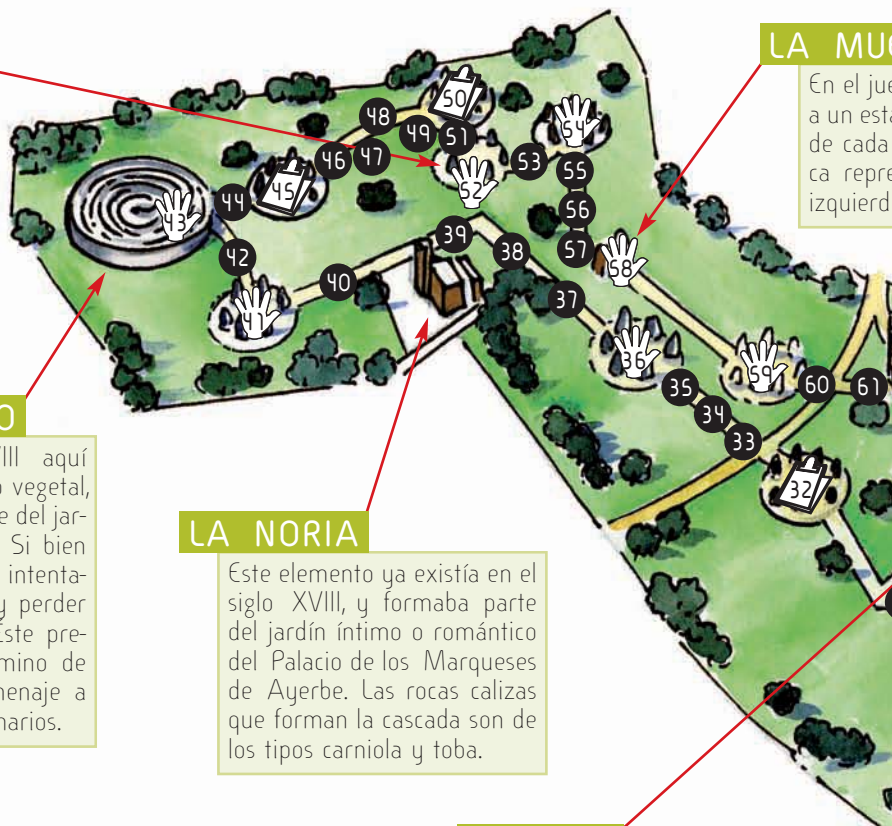 LA MU
En el jue
a un esta
de cada
ca repre
izquierd
50
48
49
51
54
46
47
53
45
52
55
44
43
56
39
57
42
38
58
40
41
37
36
59
35
60
61
34
33
32
O
III aquí
vegetal,
e del jar-
Si bien
intenta-
y perder
Este pre-
mino de
enaje a
narios.
LA NORIA
Este elemento ya existía en el
siglo XVIII, y formaba parte
del jardín íntimo o romántico
del Palacio de los Marqueses
de Ayerbe. Las rocas calizas
que forman la cascada son de
los tipos carniola y toba.